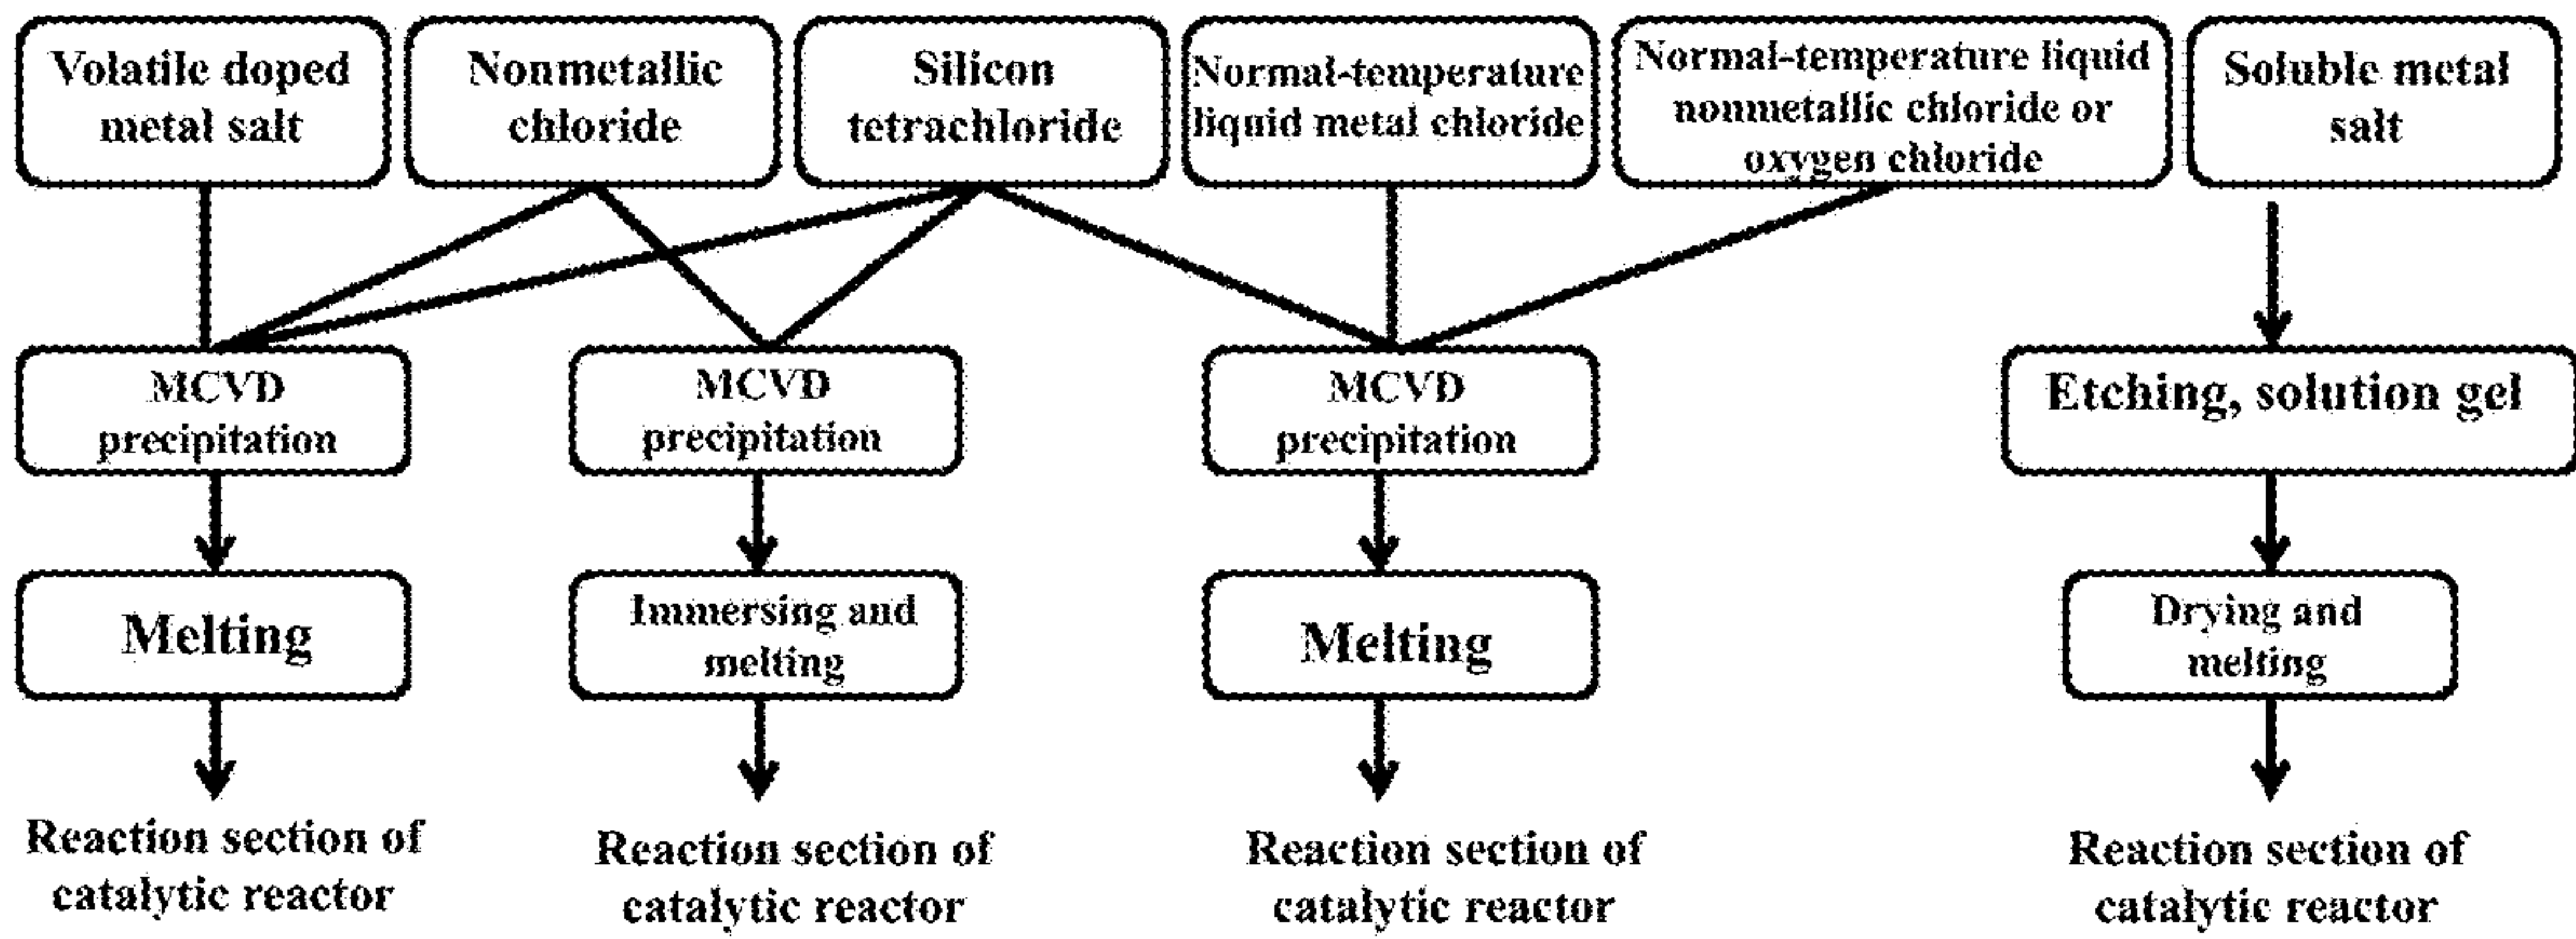 Volatile doped
metal salt
Nonmetallic
chloride
Silicon
tetrachloride
Normal-temperature
liquid metal chloride
Normal-temperature liquid
nonmetallic chloride or
oxygen chloride
Soluble metal
salt
MCVD
precipitation
MCVD
precipitation
MCVD
precipitation
Etching, solution gel
Melting
Immersing and
melting
Melting
Drying and
melting
Reaction section of
catalytic reactor
Reaction section of
catalytic reactor
Reaction section of
catalytic reactor
Reaction section of
catalytic reactor